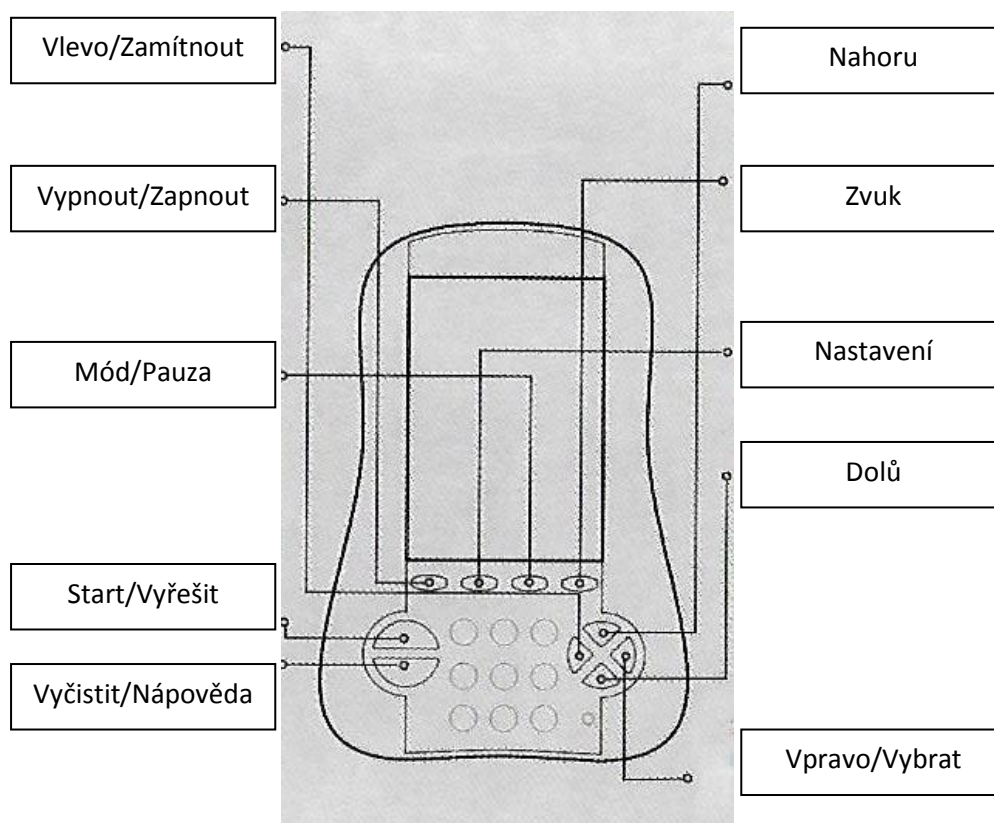 Vlevo/Zamítnout
Nahoru
Vypnout/Zapnout
Zvuk
Nastavení
Mód/Pauza
Dolů
Start/Vyřešit
Vyčistit/Nápověda
Vpravo/Vybrat